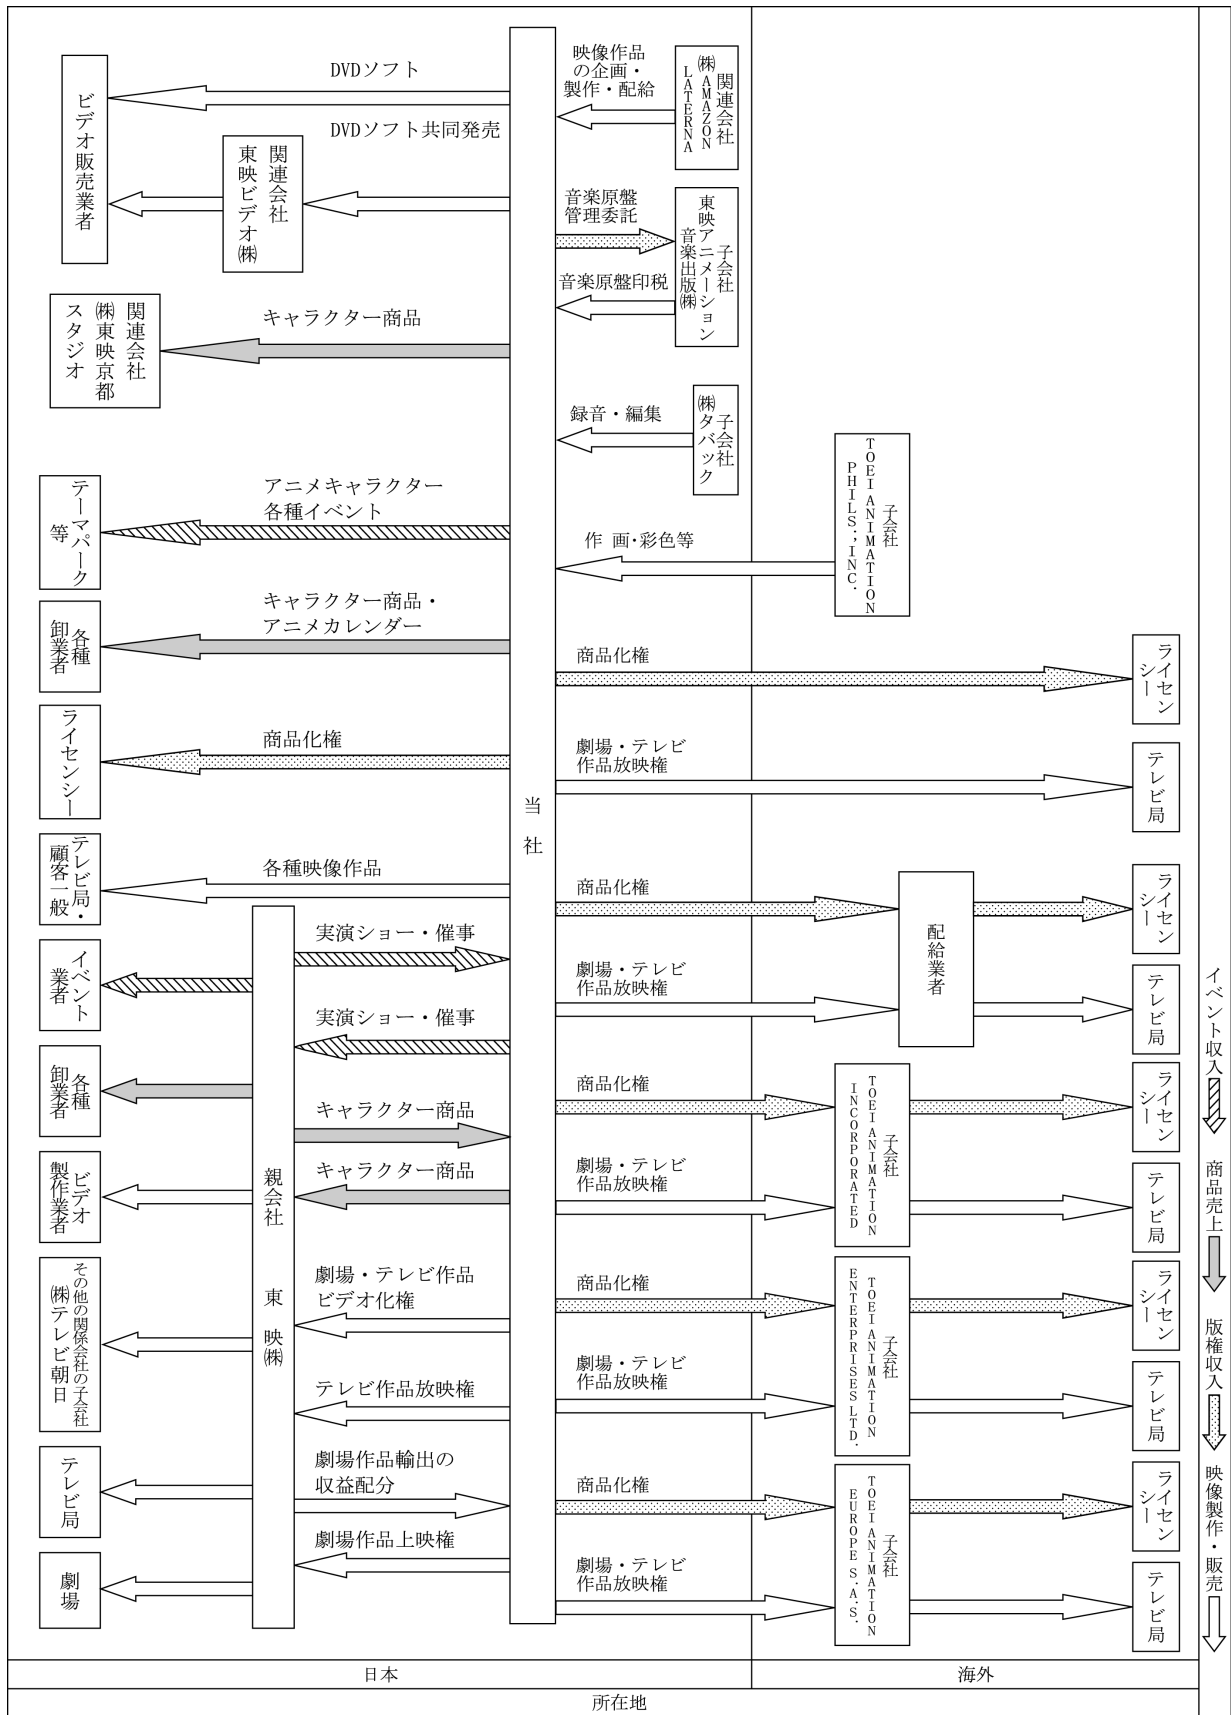 DVDソフト
ビデオ販売業者
DVDソフト共同発売
関連会社
東映ビデオ㈱
関連会社
㈱東映京都
スタジオ
キャラクター商品
テーマパーク
等
アニメキャラクター
各種イベント
各種
卸業者
キャラクター商品・
アニメカレンダー
ライセンシー
商品化権
テレビ局・
顧客一般
各種映像作品
イベント
業者
各種
卸業者
ビデオ
製作業者
その他の関係会社の子会社
㈱テレビ朝日
テレビ局
劇場
親会社 東 映㈱
実演ショー・催事
実演ショー・催事
キャラクター商品
キャラクター商品
劇場・テレビ作品
ビデオ化権
テレビ作品放映権
劇場作品輸出の
収益配分
劇場作品上映権
当 社
映像作品
の企画・
製作・配給
関連会社
㈱AMAZON
LATERNA
音楽原盤
管理委託
音楽原盤印税
子会社
東映アニメーション
音楽出版㈱
録音・編集
子会社
㈱タバック
作 画・彩色等
子会社
TOEI ANIMATION
PHILS.,INC.
商品化権
ライセン
シー
劇場・テレビ
作品放映権
テレビ局
商品化権
配給業者
ライセン
シー
劇場・テレビ
作品放映権
テレビ局
商品化権
子会社
TOEI ANIMATION
INCORPORATED
ライセン
シー
劇場・テレビ
作品放映権
テレビ局
商品化権
子会社
TOEI ANIMATION
ENTERPRISES LTD.
ライセン
シー
劇場・テレビ
作品放映権
テレビ局
商品化権
子会社
TOEI ANIMATION
EUROPE S.A.S.
ライセン
シー
劇場・テレビ
作品放映権
テレビ局
イベント収入
商品売上
版権収入
映像製作・販売
日本
海外
所在地